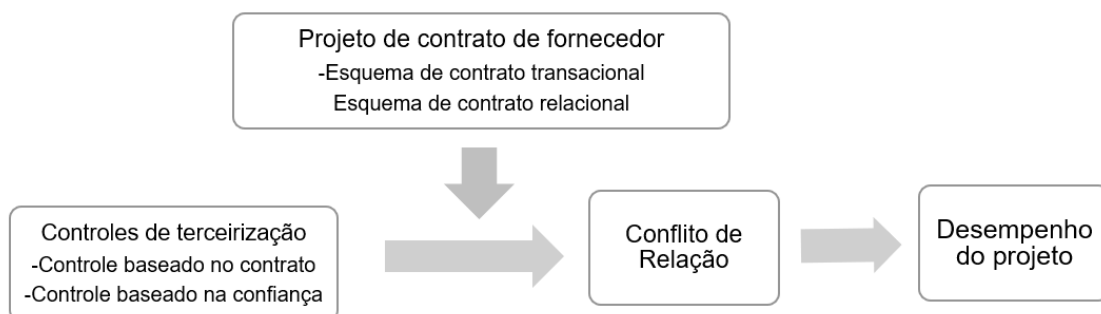 Projeto de contrato de fornecedor
-Esquema de contrato transacional
Esquema de contrato relacional
Controles de terceirização
-Controle baseado no contrato
-Controle baseado na confiança
Conflito de
Relação
Desempenho
do projeto